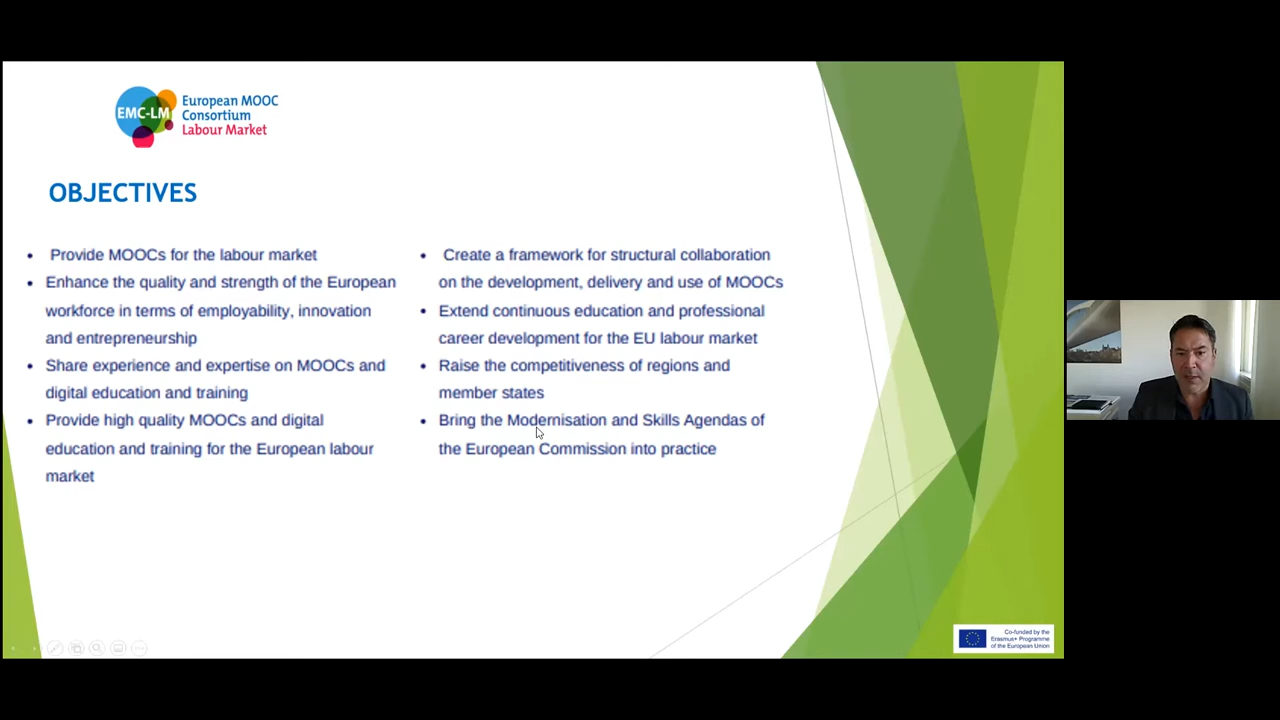 EMC-LM
European MOOC
Consortium
Labour Market
OBJECTIVES
• Provide MOOCs for the labour market
• Enhance the quality and strength of the European
workforce in terms of employability, innovation
and entrepreneurship
• Share experience and expertise on MOOCs and
digital education and training
• Provide high quality MOOCs and digital
education and training for the European labour
market
• Create a framework for structural collaboration
on the development, delivery and use of MOOCs
• Extend continuous education and professional
career development for the EU labour market
• Raise the competitiveness of regions and
member states
• Bring the Modernisation and Skills Agendas of
the European Commission into practice
Co-funded by the
Erasmus+ Programme
of the European Union